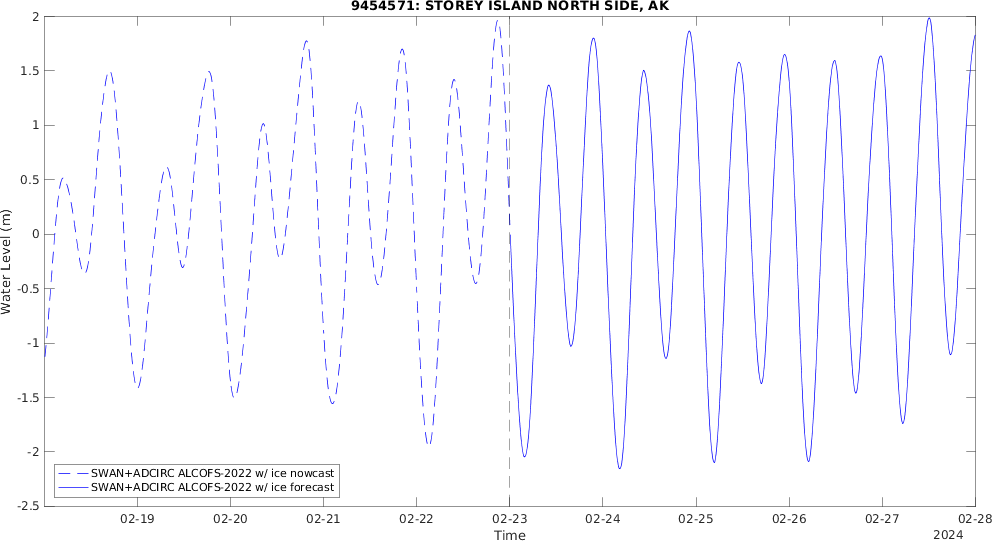 9454571: STOREY ISLAND NORTH SIDE, AK
Water Level (m)
2
1.5
1
0.5
0
-0.5
-1
-1.5
-2
-2.5
SWAN+ADCIRC ALCOFS-2022 w/ ice nowcast
SWAN+ADCIRC ALCOFS-2022 w/ ice forecast
02-19 02-20 02-21 02-22 02-23 02-24 02-25 02-26 02-27 02-28
Time
2024